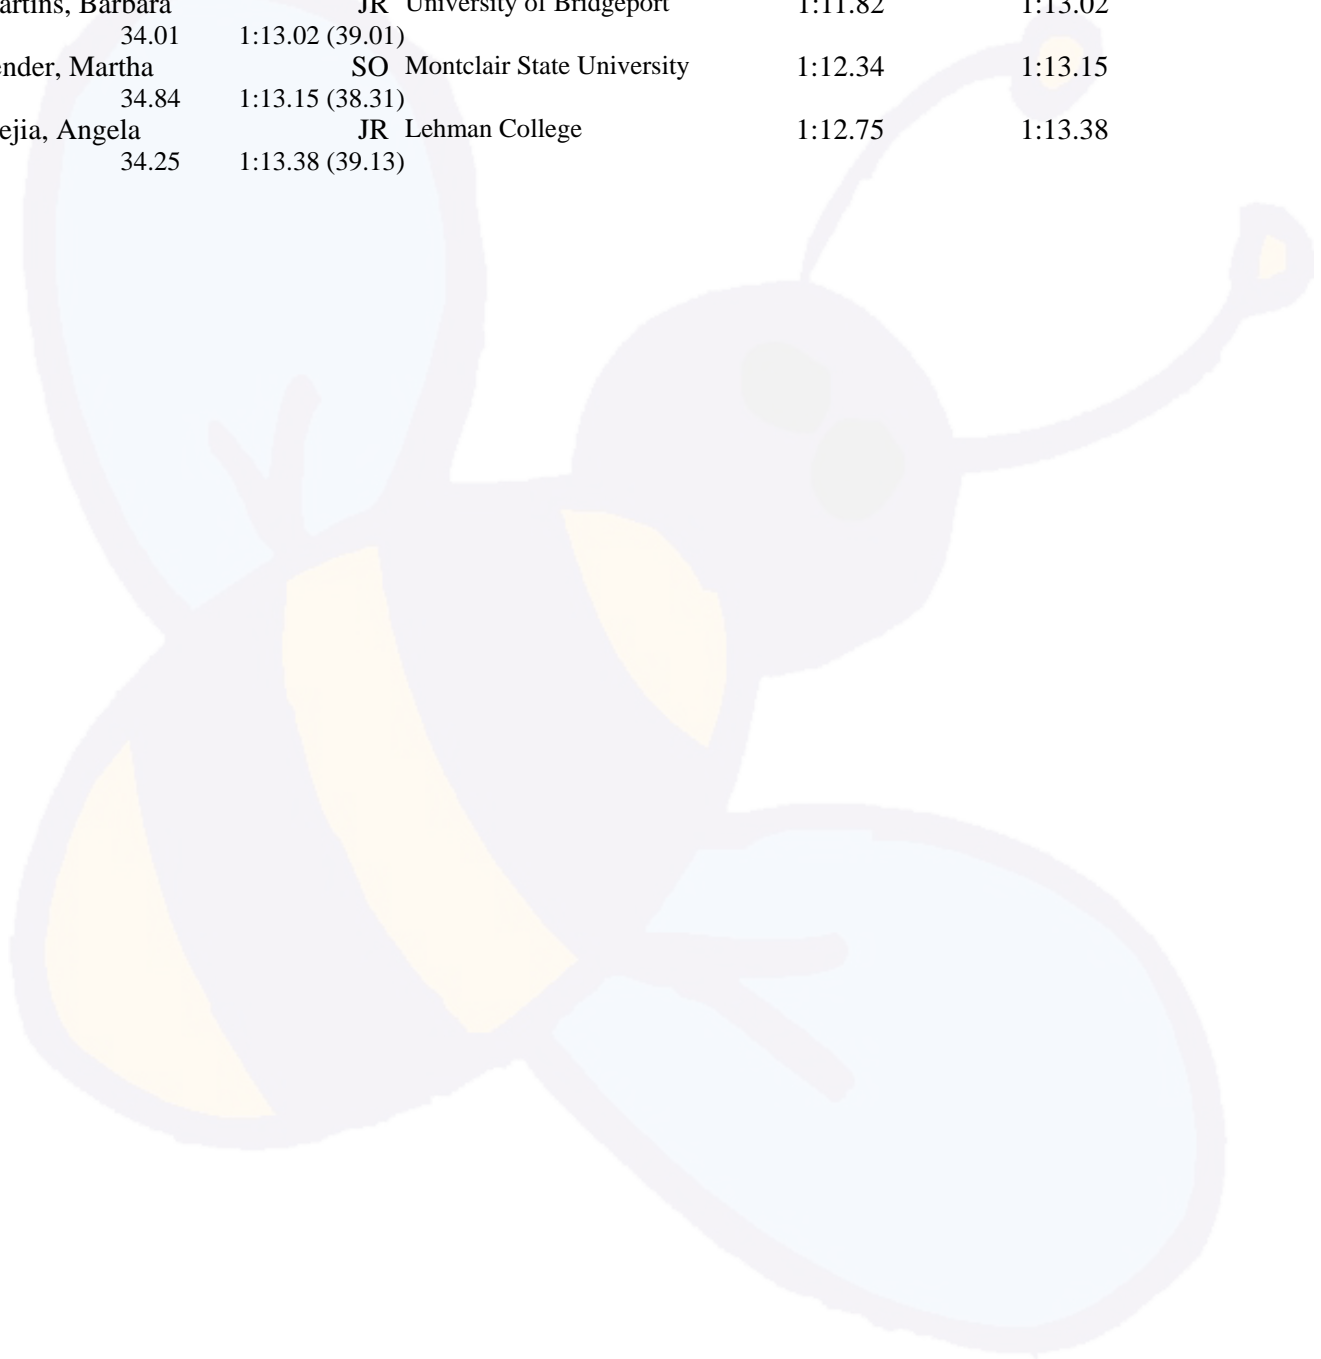 artins, Barbara JR University of Bridgeport 1:11.82 1:13.02
34.01 1:13.02 (39.01)
ender, Martha SO Montclair State University 1:12.34 1:13.15
34.84 1:13.15 (38.31)
ejia, Angela JR Lehman College 1:12.75 1:13.38
34.25 1:13.38 (39.13)